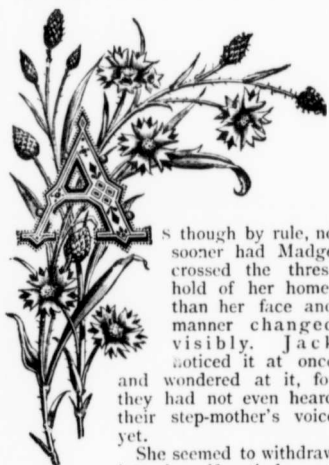 As though by rule, no
sooner had Madge
crossed the thres
hold of her home
than her face and
manner changed
visibly. Jack
noticed it at once
and wondered at it, fo
they had not even heard
their step-mother's voice
yet.
She seemed to withdraw